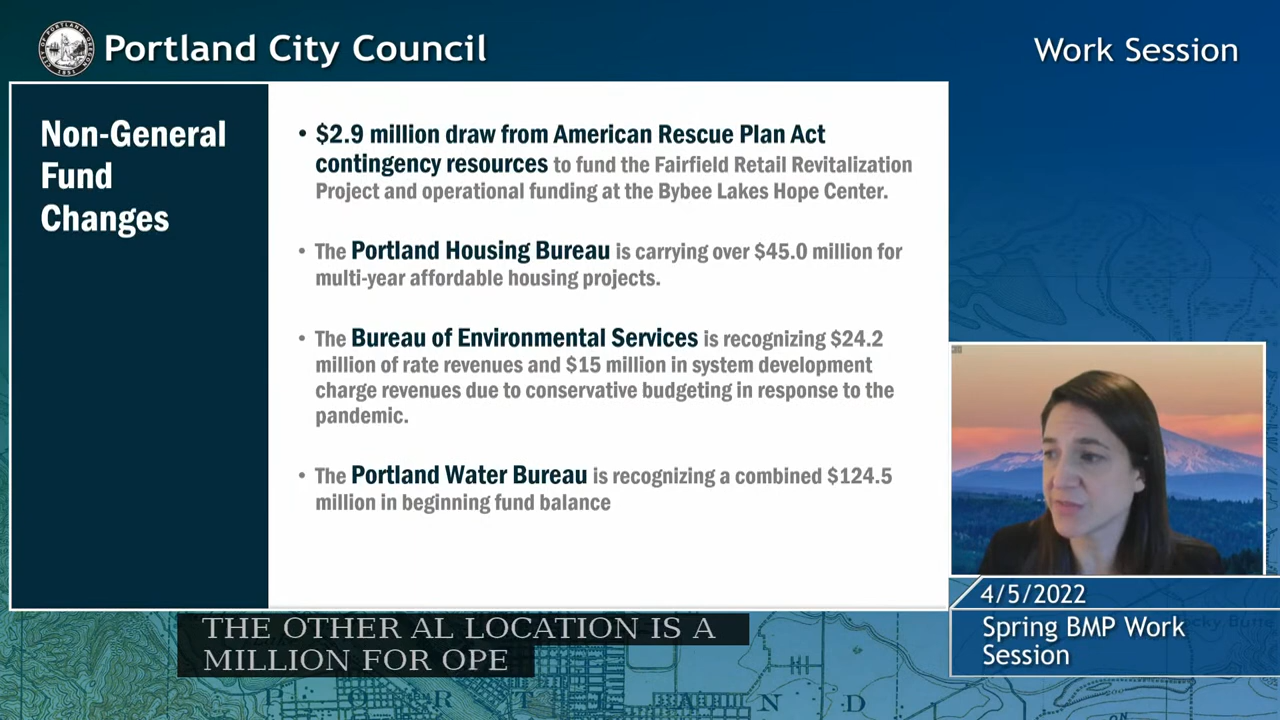 Portland City Council
Work Session
Non-General
Fund
Changes
• $2.9 million draw from American Rescue Plan Act
contingency resources to fund the Fairfield Retail Revitalization
Project and operational funding at the Bybee Lakes Hope Center.
• The Portland Housing Bureau is carrying over $45.0 million for
multi-year affordable housing projects.
• The Bureau of Environmental Services is recognizing $24.2
million of rate revenues and $15 million in system development
charge revenues due to conservative budgeting in response to the
pandemic.
• The Portland Water Bureau is recognizing a combined $124.5
million in beginning fund balance
4/5/2022
Spring BMP Work
Session
THE OTHER AL LOCATION IS A
MILLION FOR OPE